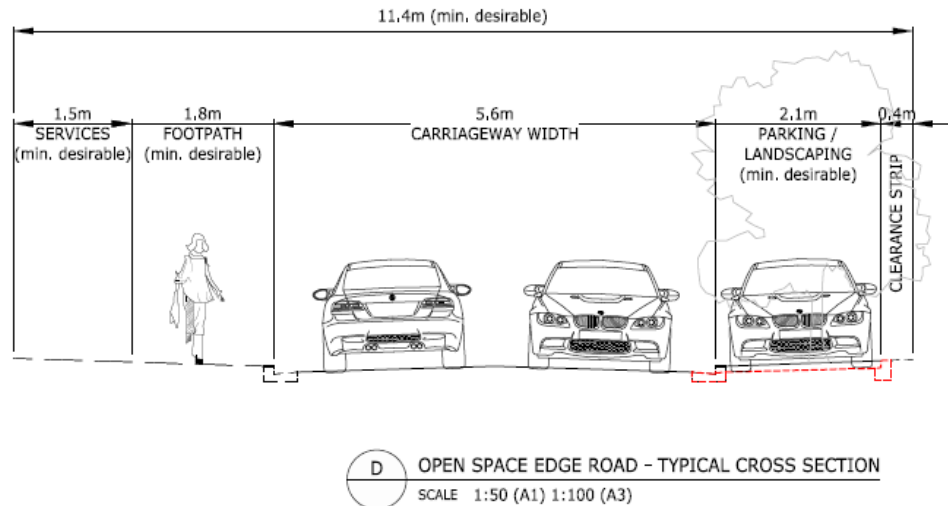 11.4m (min. desirable)
1.5m
SERVICES
(min. desirable)
1.8m
FOOTPATH
(min. desirable)
5.6m
CARRIAGEWAY WIDTH
2.1m
PARKING /
LANDSCAPING
(min. desirable)
0.4m
CLEARANCE STRIP
D
OPEN SPACE EDGE ROAD - TYPICAL CROSS SECTION
SCALE 1:50 (A1) 1:100 (A3)